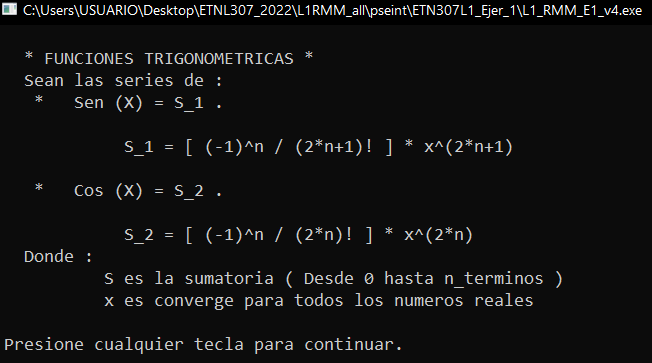 C:\Users\USUARIO\Desktop\ETNL307_2022\L1RMM_all\pseint\ETN307L1_Ejer_1\L1_RMM_E1_v4.exe
* FUNCIONES TRIGONOMETRICAS *
Sean las series de :
*   Sen (X) = S_1 .
S_1 = [ (-1)^n / (2*n+1)! ] * x^(2*n+1)
*   Cos (X) = S_2 .
S_2 = [ (-1)^n / (2*n)! ] * x^(2*n)
Donde :
S es la sumatoria ( Desde 0 hasta n_terminos )
x es converge para todos los numeros reales
Presione cualquier tecla para continuar.